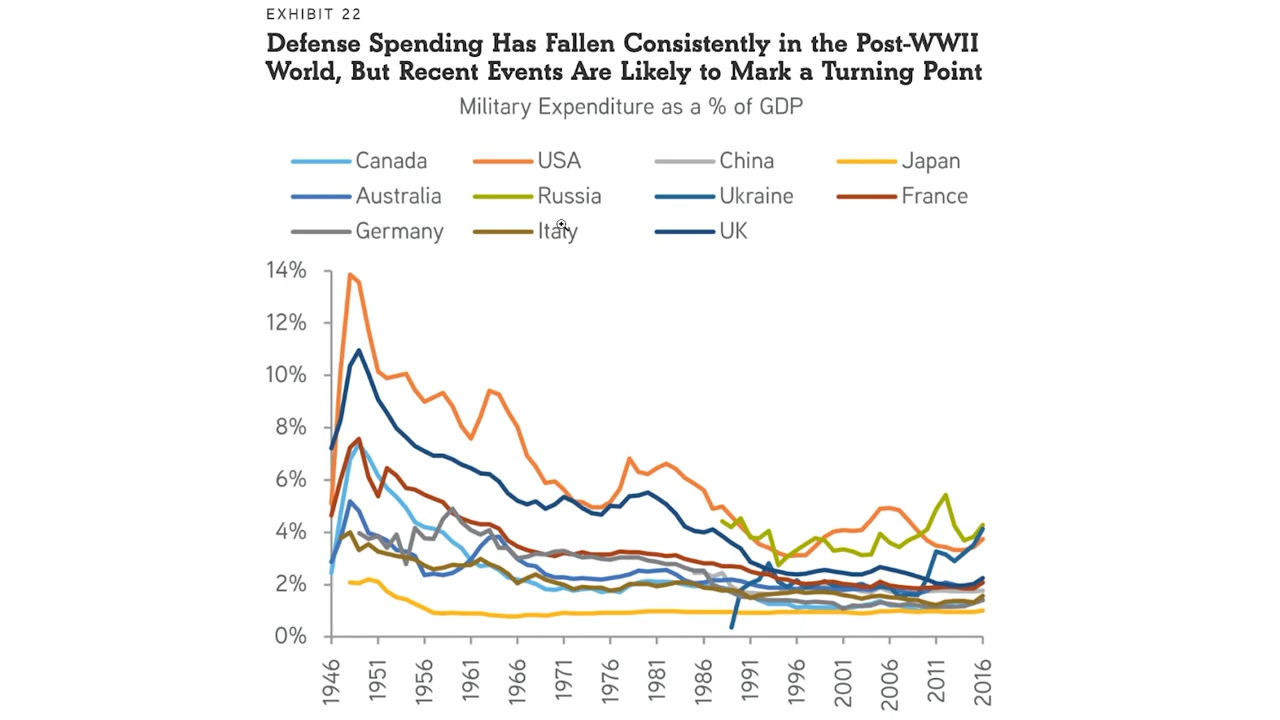 EXHIBIT 22
Defense Spending Has Fallen Consistently in the Post-WWII
World, But Recent Events Are Likely to Mark a Turning Point
Military Expenditure as a % of GDP
Canada USA China Japan
Australia Russia Ukraine France
Germany Italy UK
14%
12%
10%
8%
6%
4%
2%
0%
1946 1951 1956 1961 1966 1971 1976 1981 1986 1991 1996 2001 2006 2011 2016